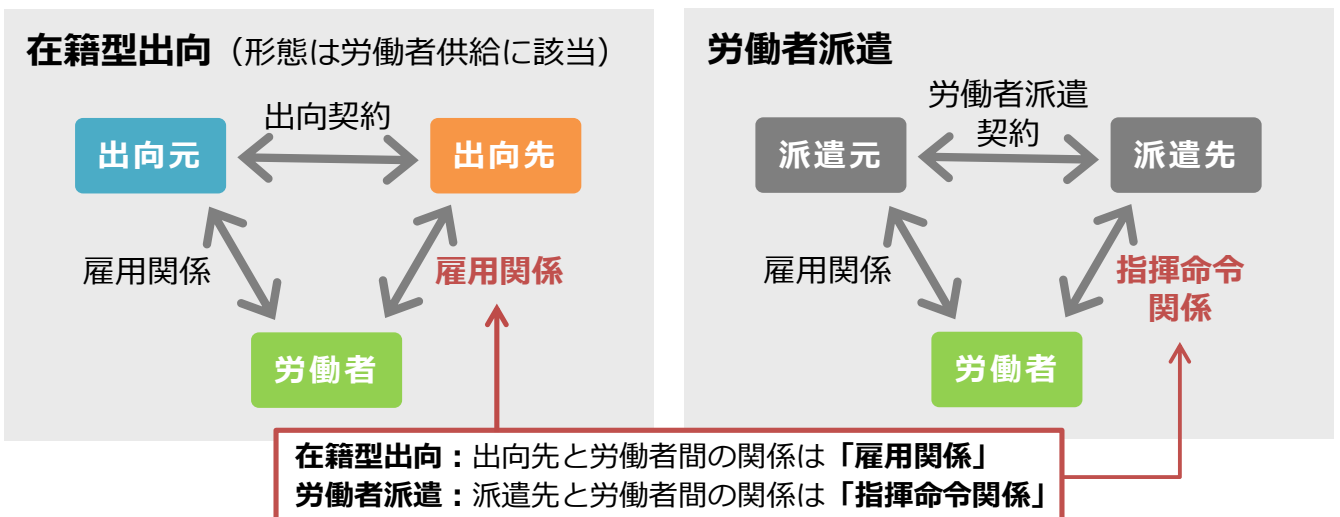 在籍型出向（形態は労働者供給に該当）
出向契約
出向元
出向先
雇用関係
雇用関係
労働者
労働者派遣
労働者派遣
契約
派遣元
派遣先
雇用関係
指揮命令
関係
労働者
在籍型出向：出向先と労働者間の関係は「雇用関係」
労働者派遣：派遣先と労働者間の関係は「指揮命令関係」